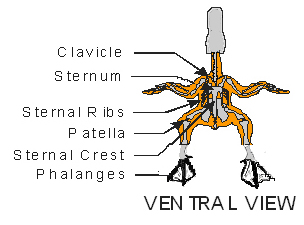 Clavicle
Sternum
Sternal Ribs
Patella
Sternal Crest
Phalanges
VENTRAL VIEW